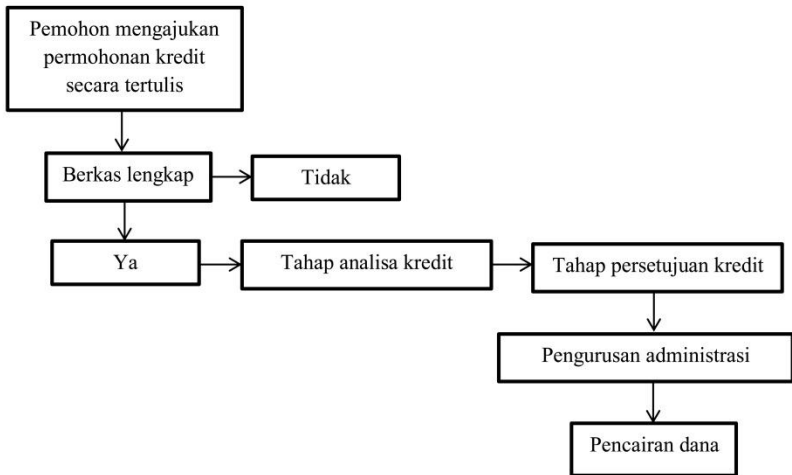 Pemohon mengajukan
permohonan kredit
secara tertulis
Berkas lengkap
Tidak
Ya
Tahap analisa kredit
Tahap persetujuan kredit
Pengurusan administrasi
Pencairan dana